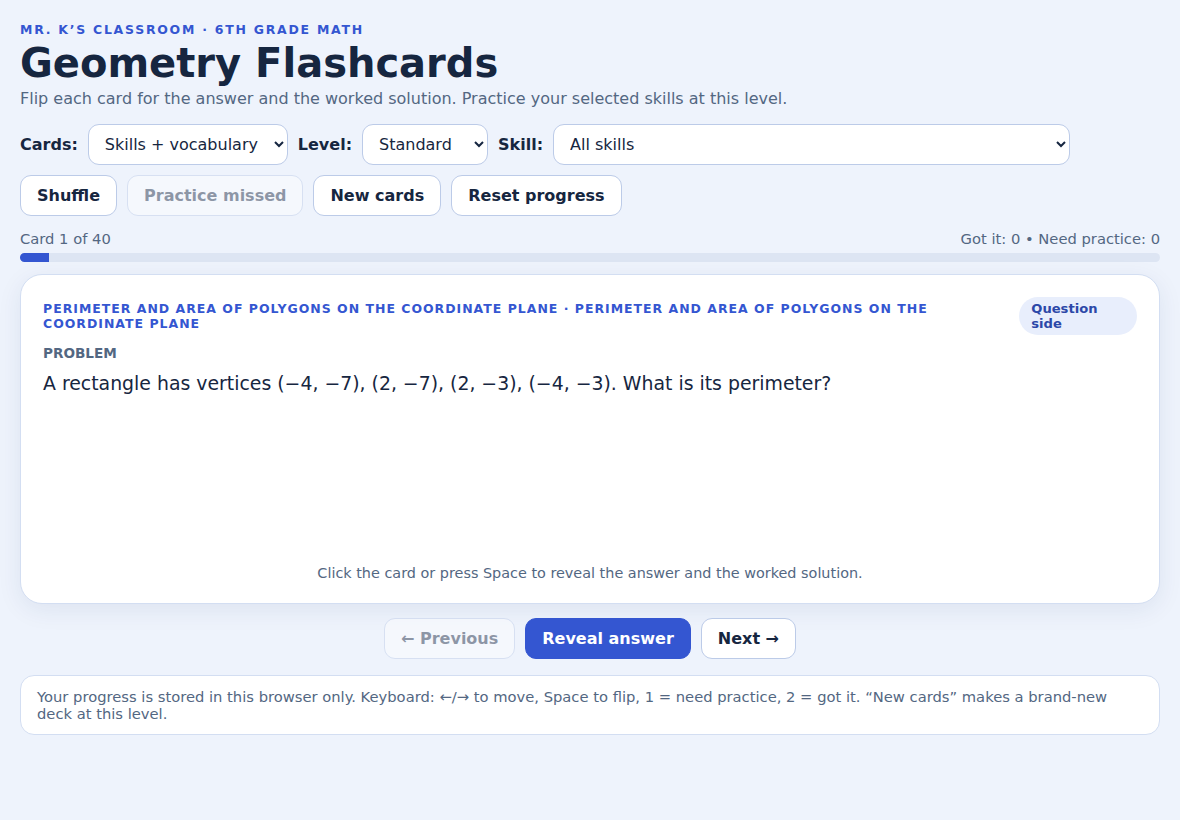 MR. K’S CLASSROOM · 6TH GRADE MATH
Geometry Flashcards
Flip each card for the answer and the worked solution. Practice your selected skills at this level.
Cards: Skills + vocabulary Level: Standard Skill: All skills
Shuffle Practice missed New cards Reset progress
Card 1 of 40 Got it: 0 • Need practice: 0
PERIMETER AND AREA OF POLYGONS ON THE COORDINATE PLANE · PERIMETER AND AREA OF POLYGONS ON THE
COORDINATE PLANE
Question
side
PROBLEM
A rectangle has vertices (−4, −7), (2, −7), (2, −3), (−4, −3). What is its perimeter?
Click the card or press Space to reveal the answer and the worked solution.
← Previous Reveal answer Next →
Your progress is stored in this browser only. Keyboard: ←/→ to move, Space to flip, 1 = need practice, 2 = got it. “New cards” makes a brand-new
deck at this level.